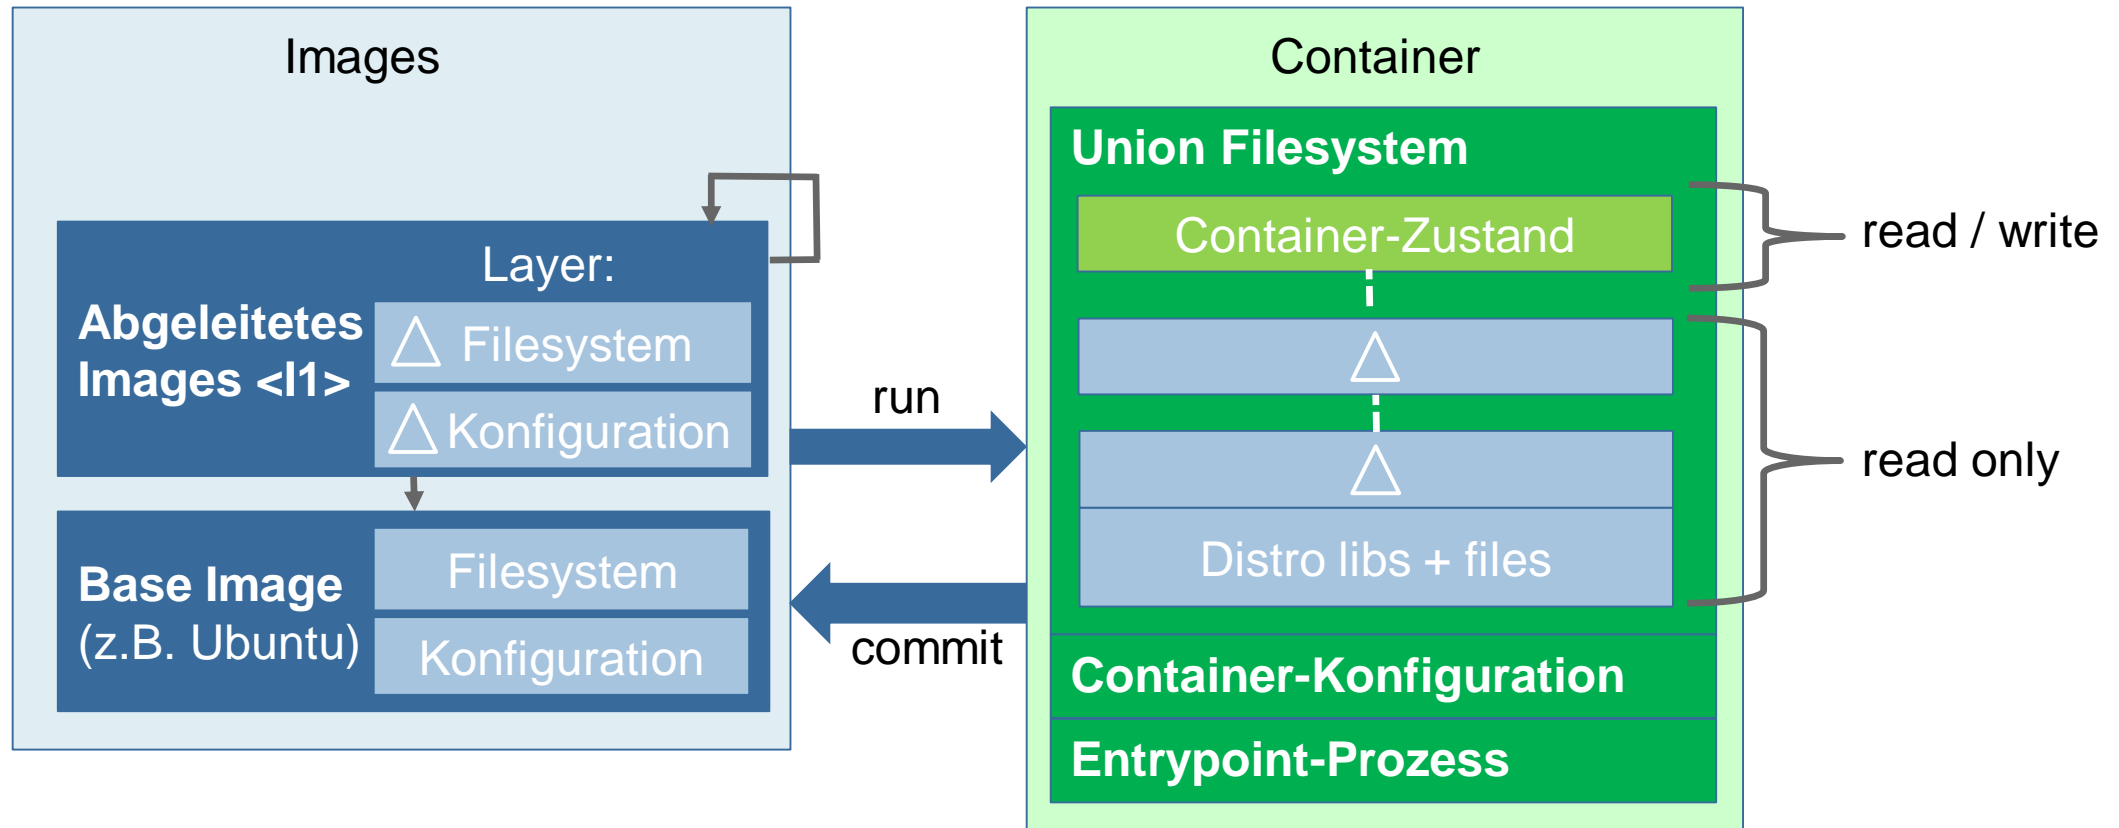 Images
Layer:
Abgeleitetes
Images <I1>
Filesystem
Konfiguration
Base Image
(z.B. Ubuntu)
Filesystem
Konfiguration
run
commit
Container
Union Filesystem
Container-Zustand
Distro libs + files
Container-Konfiguration
Entrypoint-Prozess
read / write
read only